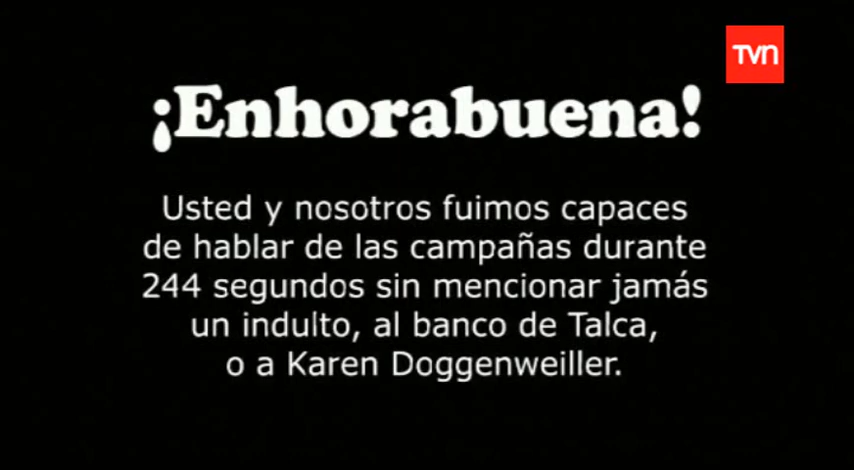 TVN
¡Enhorabuena!
Usted y nosotros fuimos capaces
de hablar de las campañas durante
244 segundos sin mencionar jamás
un indulto, al banco de Talca,
o a Karen Doggenweiller.